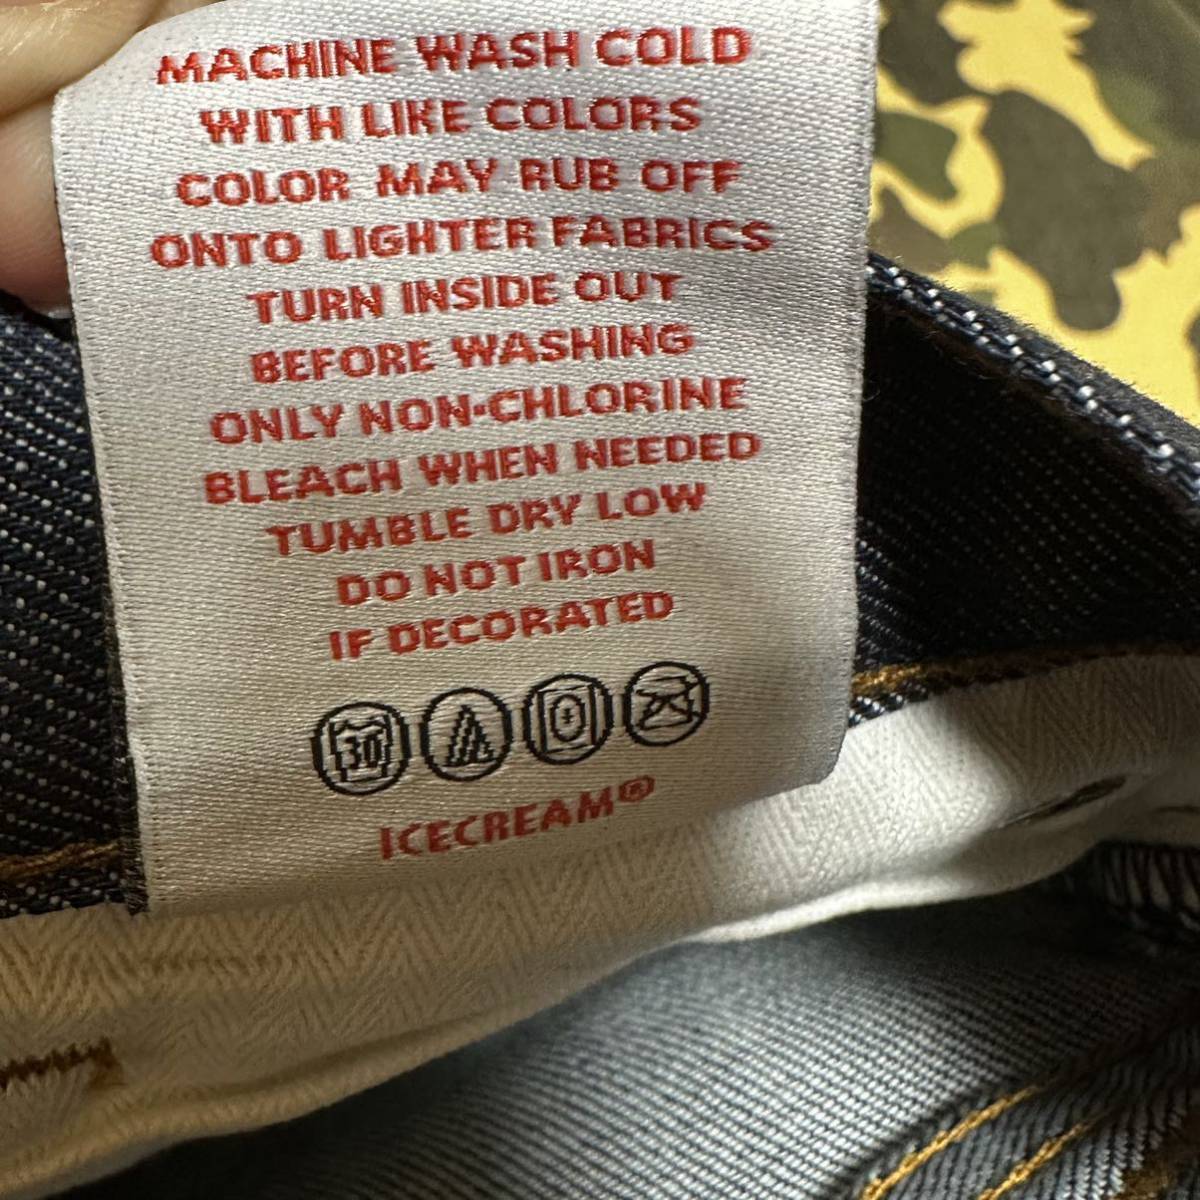 MACHINE WASH COLD
WITH LIKE COLORS
COLOR MAY RUB OFF
ONTO LIGHTER FABRICS
TURN INSIDE OUT
BEFORE WASHING
ONLY NON-CHLORINE
BLEACH WHEN NEEDED
TUMBLE DRY LOW
DO NOT IRON
IF DECORATED
30
ICECREAM®